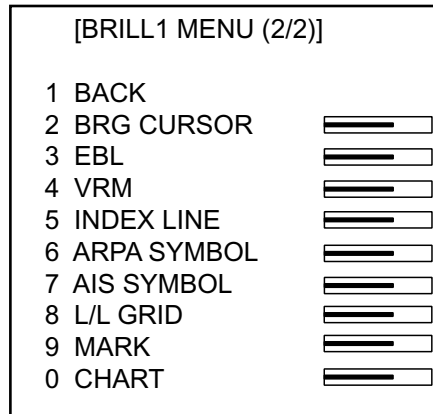 [BRILL1 MENU (2/2)]
1 BACK
2 BRG CURSOR
3 EBL
4 VRM
5 INDEX LINE
6 ARPA SYMBOL
7 AIS SYMBOL
8 L/L GRID
9 MARK
0 CHART